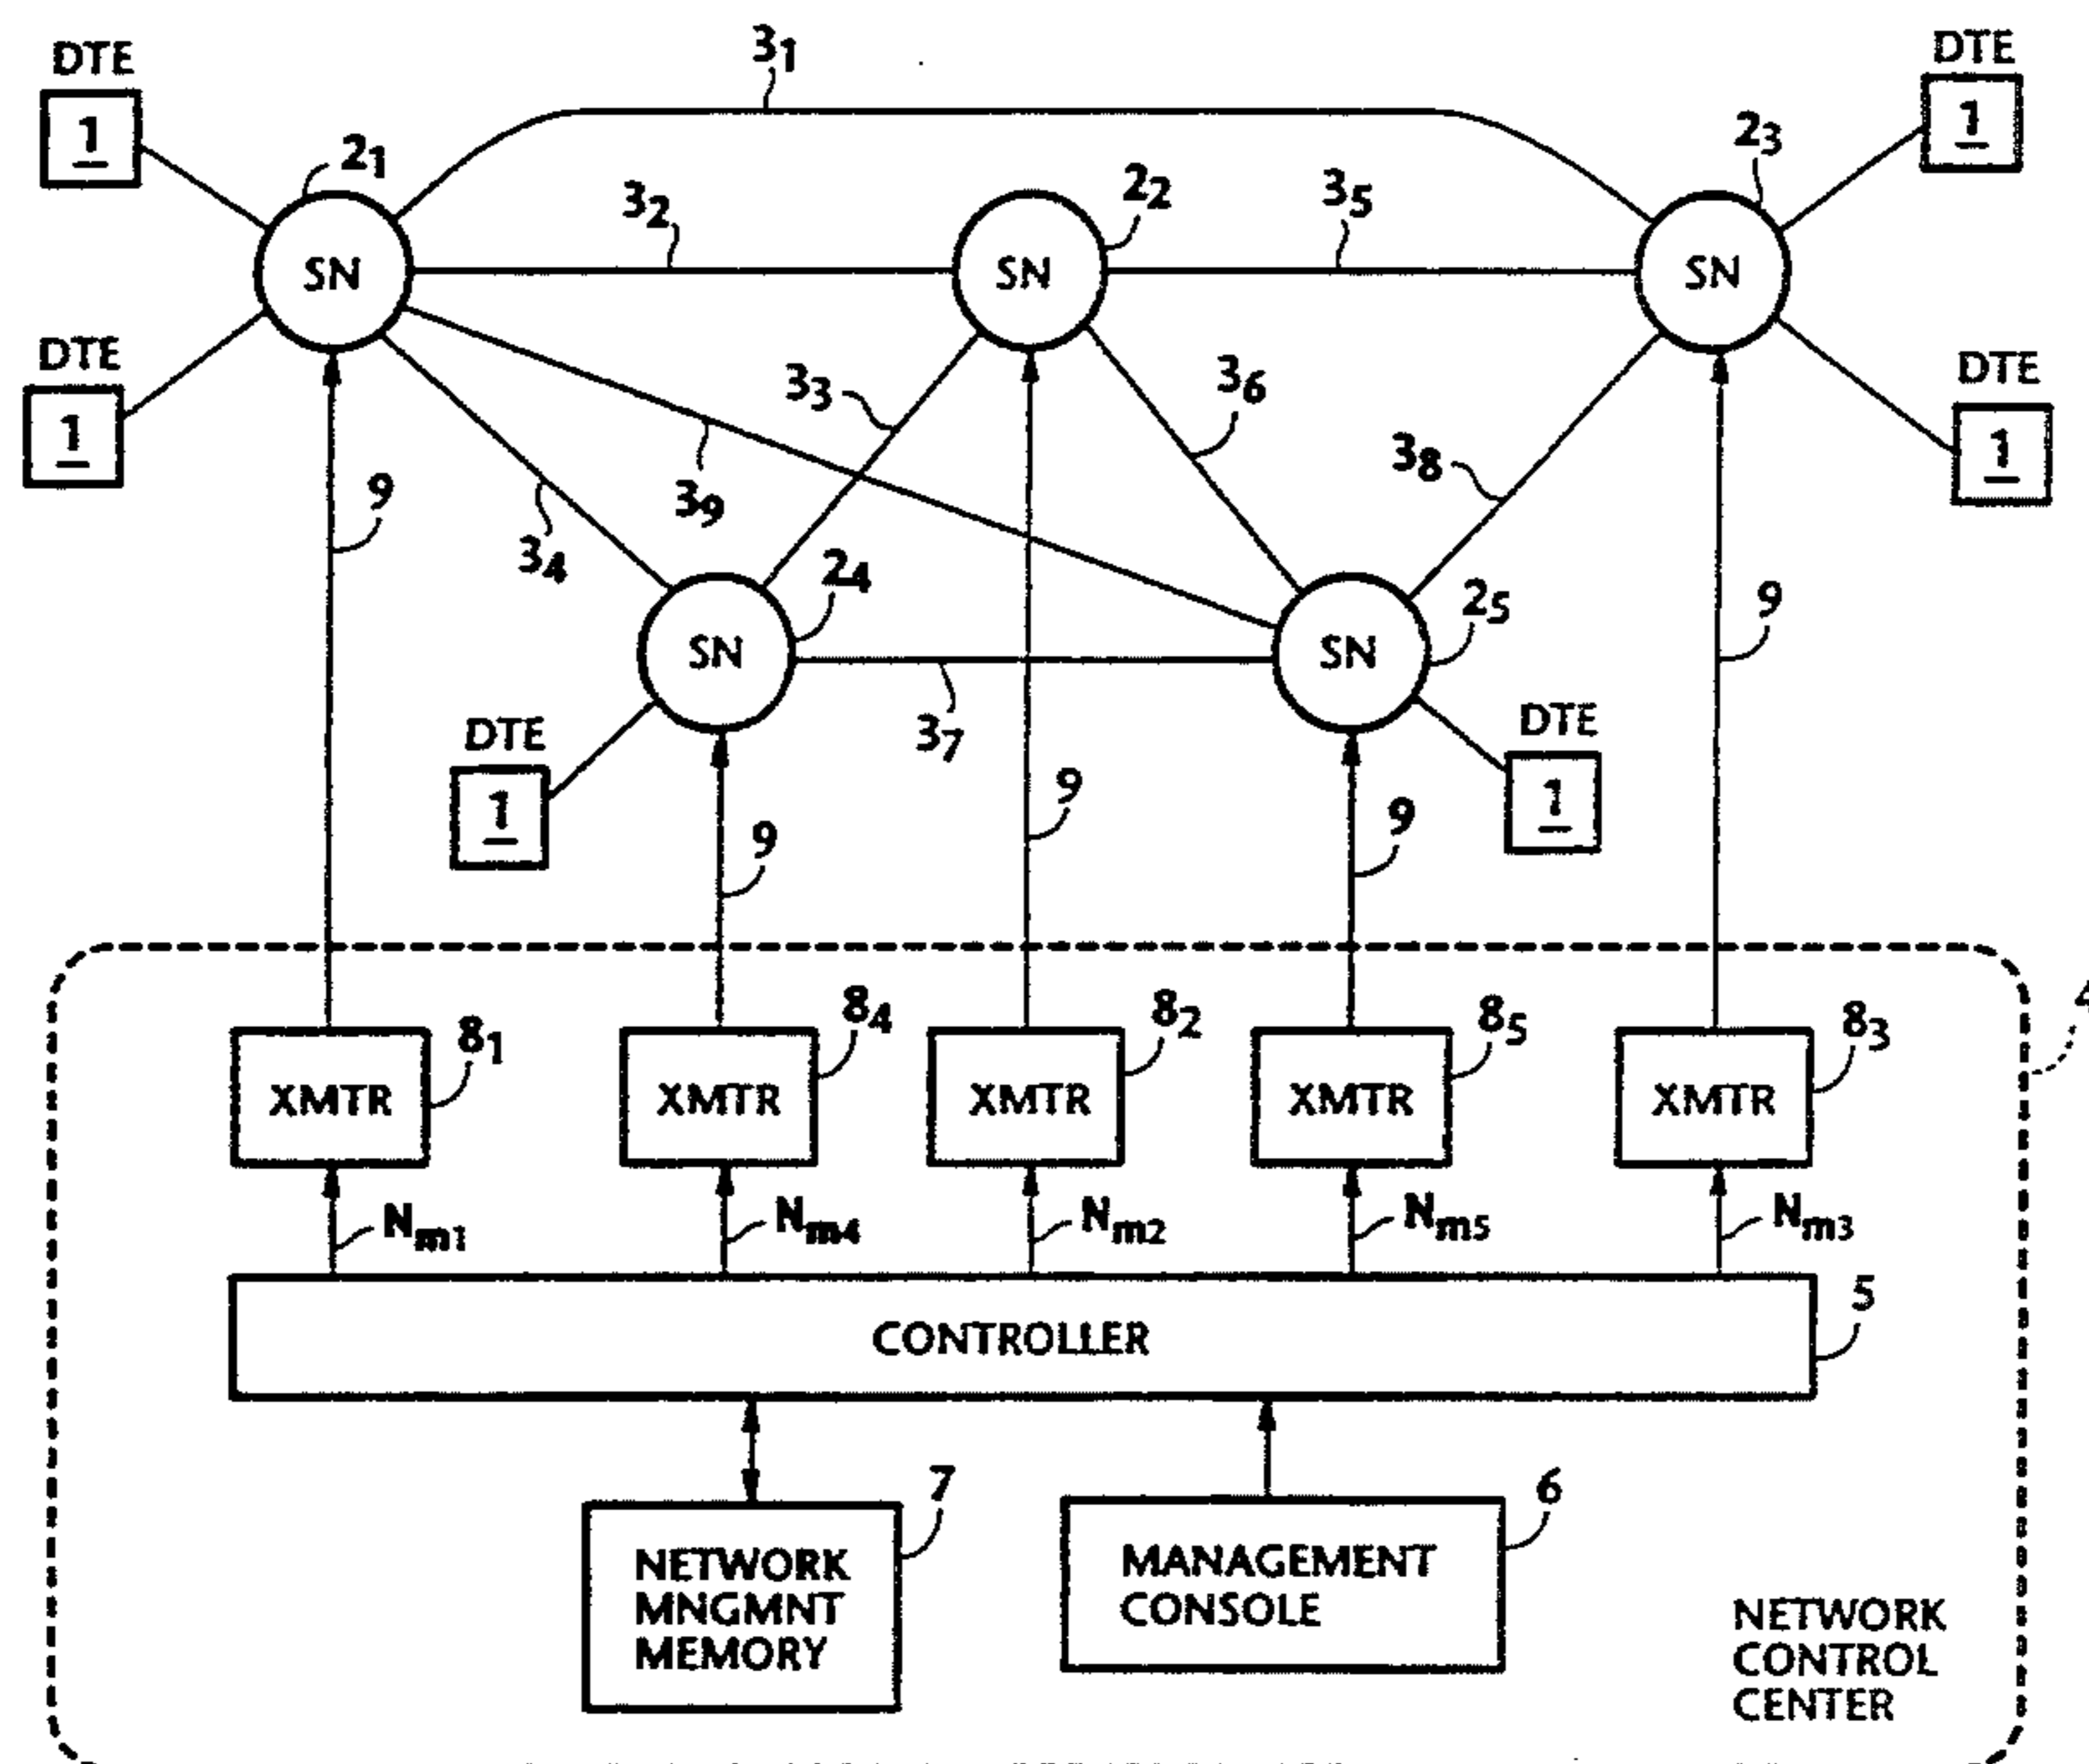 3₁
DTE
DTE
1
1
2₁
2₂
2₃
3₂
3₅
SN
SN
SN
DTE
DTE
1
1
3₃
3₆
3₈
3₉
3₄
9
9
2₄
2₅
SN
SN
3₇
DTE
DTE
1
1
9
9
9
4
8₁
8₄
8₂
8₅
8₃
XMTR
XMTR
XMTR
XMTR
XMTR
Nm1
Nm4
Nm2
Nm5
Nm3
5
CONTROLLER
7
6
NETWORK
MNGMNT
MEMORY
MANAGEMENT
CONSOLE
NETWORK
CONTROL
CENTER